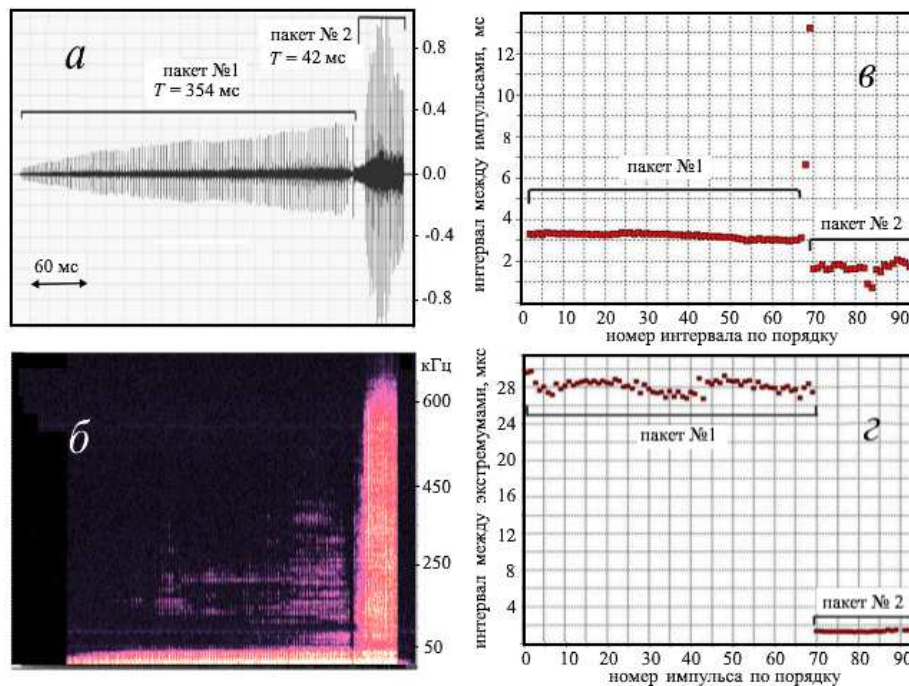 а
пакет №1
T = 354 мс
пакет № 2
T = 42 мс
60 мс
0.8
0.4
0.0
-0.4
-0.8
в
интервал между импульсами, мс
12
10
8
6
4
2
пакет №1
пакет № 2
0 10 20 30 40 50 60 70 80 90
номер интервала по порядку
б
кГц
600
450
250
50
г
интервал между экстремумами, мкс
28
24
20
16
12
8
4
пакет №1
пакет № 2
0 10 20 30 40 50 60 70 80 90
номер импульса по порядку